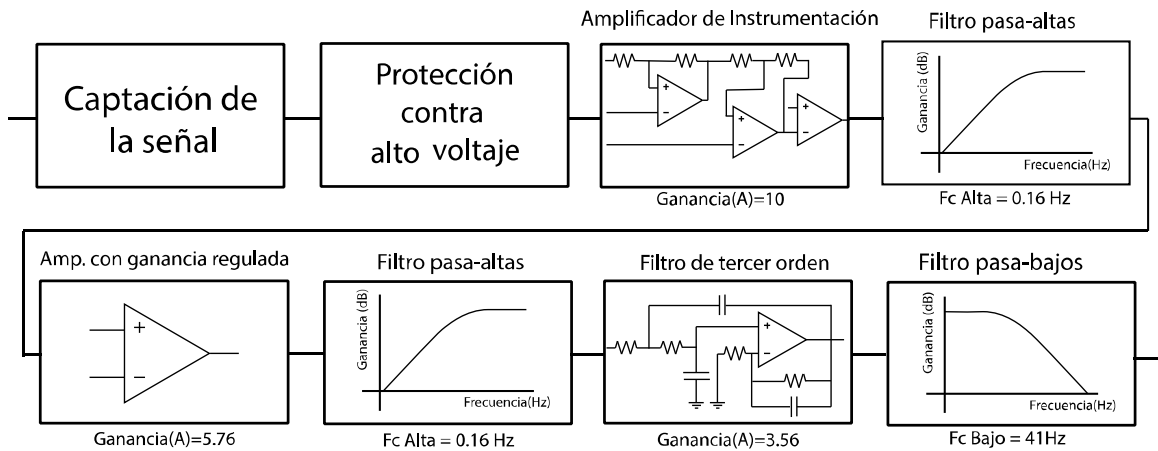 Captación de
la señal
Protección
contra
alto voltaje
Amplificador de Instrumentación
+
−
+
−
+
−
Ganancia(A)=10
Filtro pasa-altas
Ganancia (dB)
Frecuencia(Hz)
Fc Alta = 0.16 Hz
Amp. con ganancia regulada
+
−
Ganancia(A)=5.76
Filtro pasa-altas
Ganancia (dB)
Frecuencia(Hz)
Fc Alta = 0.16 Hz
Filtro de tercer orden
+
−
Ganancia(A)=3.56
Filtro pasa-bajos
Ganancia (dB)
Frecuencia(Hz)
Fc Bajo = 41Hz